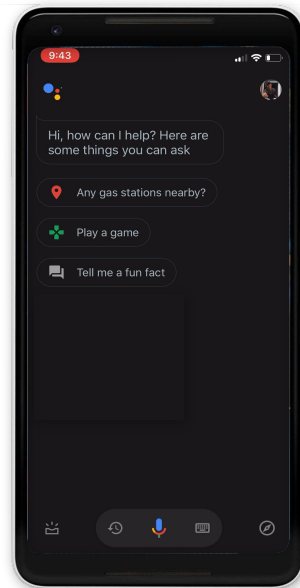 9:43
Hi, how can I help? Here are
some things you can ask
Any gas stations nearby?
Play a game
Tell me a fun fact